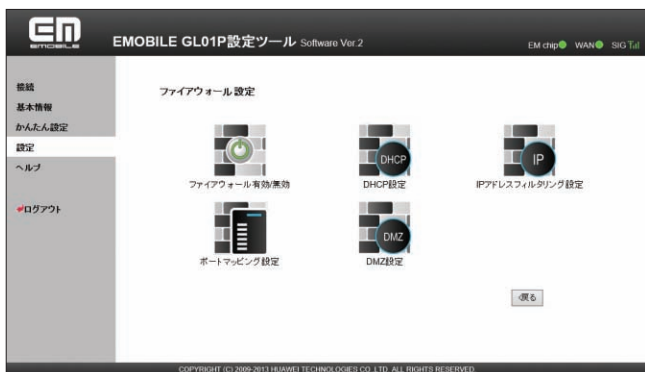 EM
EMOBILE
EMOBILE GL01P設定ツール Software Ver.2
EM chip WAN SIG
接続
基本情報
かんたん設定
設定
ヘルプ
ログアウト
ファイアウォール設定
DHCP
IP
ファイアウォール有効/無効
DHCP設定
IPアドレスフィルタリング設定
DMZ
ポートマッピング設定
DMZ設定
戻る
COPYRIGHT (C) 2009-2013 HUAWEI TECHNOLOGIES CO.,LTD. ALL RIGHTS RESERVED.